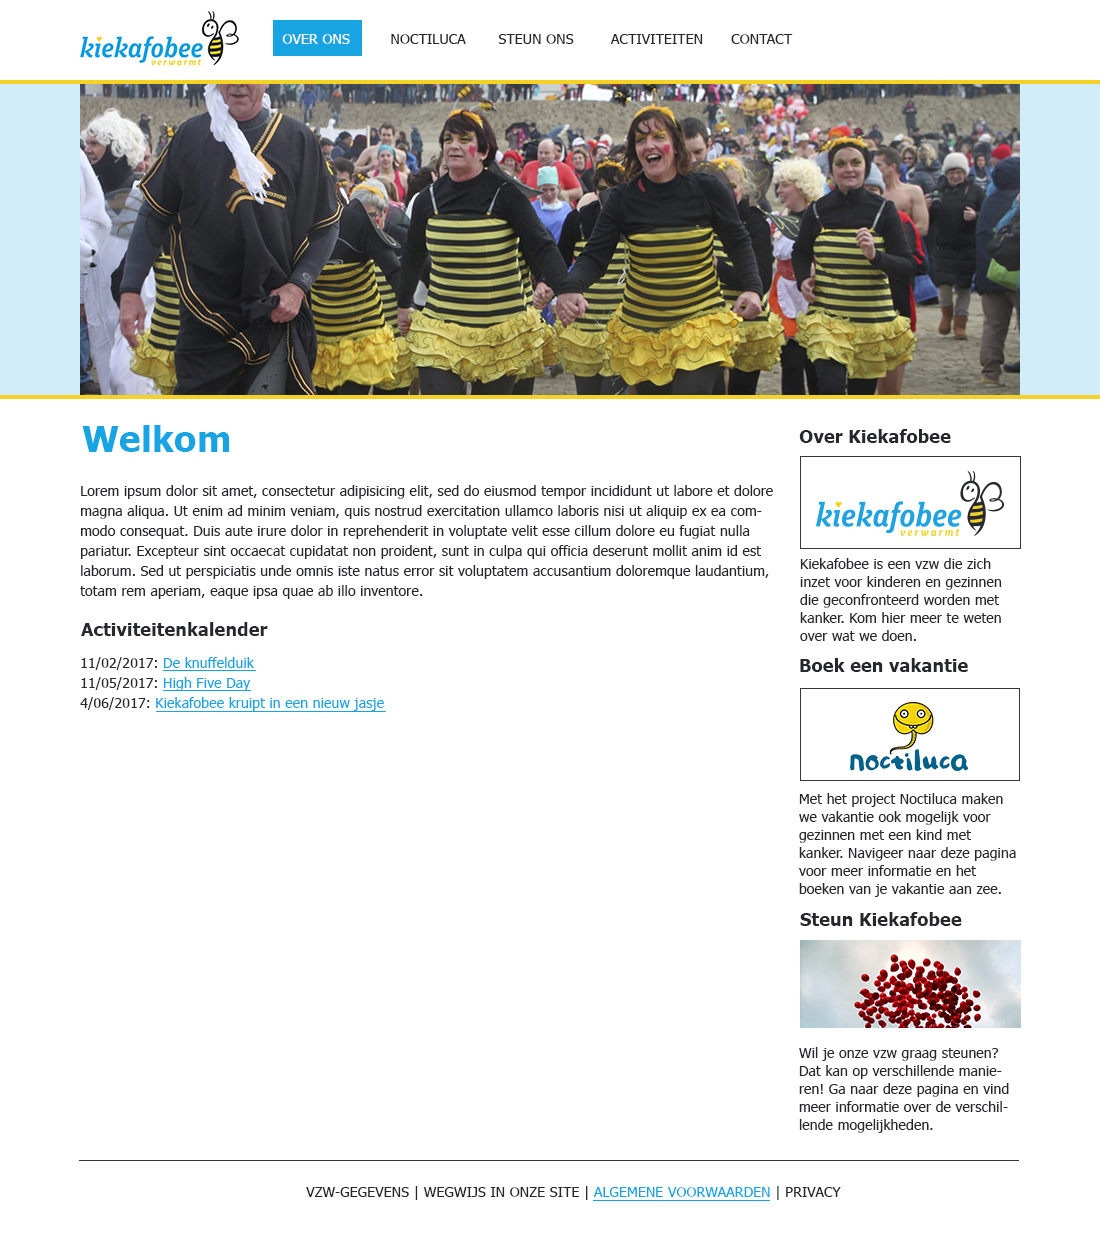 kiekafobee
verwarmt
OVER ONS
NOCTILUCA
STEUN ONS
ACTIVITEITEN
CONTACT
Welkom
Lorem ipsum dolor sit amet, consectetur adipisicing elit, sed do eiusmod tempor incididunt ut labore et dolore
magna aliqua. Ut enim ad minim veniam, quis nostrud exercitation ullamco laboris nisi ut aliquip ex ea com-
modo consequat. Duis aute irure dolor in reprehenderit in voluptate velit esse cillum dolore eu fugiat nulla
pariatur. Excepteur sint occaecat cupidatat non proident, sunt in culpa qui officia deserunt mollit anim id est
laborum. Sed ut perspiciatis unde omnis iste natus error sit voluptatem accusantium doloremque laudantium,
totam rem aperiam, eaque ipsa quae ab illo inventore.
Activiteitenkalender
11/02/2017: De knuffelduik
11/05/2017: High Five Day
4/06/2017: Kiekafobee kruipt in een nieuw jasje
Over Kiekafobee
kiekafobee
verwarmt
Kiekafobee is een vzw die zich
inzet voor kinderen en gezinnen
die geconfronteerd worden met
kanker. Kom hier meer te weten
over wat we doen.
Boek een vakantie
noctiluca
Met het project Noctiluca maken
we vakantie ook mogelijk voor
gezinnen met een kind met
kanker. Navigeer naar deze pagina
voor meer informatie en het
boeken van je vakantie aan zee.
Steun Kiekafobee
Wil je onze vzw graag steunen?
Dat kan op verschillende manie-
ren! Ga naar deze pagina en vind
meer informatie over de verschil-
lende mogelijkheden.
VZW-GEGEVENS | WEGWIJS IN ONZE SITE | ALGEMENE VOORWAARDEN | PRIVACY